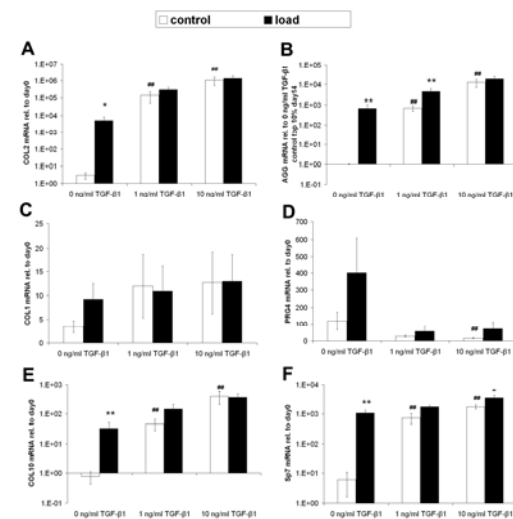 control load
A
COL2 mRNA rel. to day0
1.E+07
1.E+06
1.E+05
1.E+04
1.E+03
1.E+02
1.E+01
1.E+00
*
##
##
0 ng/ml TGF-β1 1 ng/ml TGF-β1 10 ng/ml TGF-β1
B
AGG mRNA rel. to 0 ng/ml TGF-β1
control top 10% day14
1.E+05
1.E+04
1.E+03
1.E+02
1.E+01
1.E+00
1.E-01
**
##
**
##
0 ng/ml TGF-β1 1 ng/ml TGF-β1 10 ng/ml TGF-β1
C
COL1 mRNA rel. to day0
25
20
15
10
5
0
0 ng/ml TGF-β1 1 ng/ml TGF-β1 10 ng/ml TGF-β1
D
PRG4 mRNA rel. to day0
700
600
500
400
300
200
100
0
##
0 ng/ml TGF-β1 1 ng/ml TGF-β1 10 ng/ml TGF-β1
E
COL10 mRNA rel. to day0
1.E+03
1.E+02
1.E+01
1.E+00
1.E-01
**
##
##
0 ng/ml TGF-β1 1 ng/ml TGF-β1 10 ng/ml TGF-β1
F
Sp7 mRNA rel. to day0
1.E+04
1.E+03
1.E+02
1.E+01
1.E+00
**
##
##
0 ng/ml TGF-β1 1 ng/ml TGF-β1 10 ng/ml TGF-β1